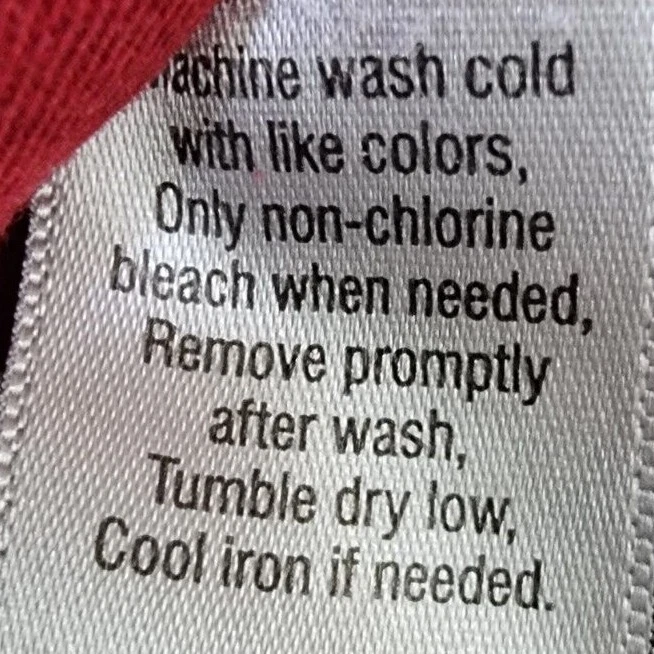 machine wash cold
with like colors,
Only non-chlorine
bleach when needed,
Remove promptly
after wash,
Tumble dry low,
Cool iron if needed.